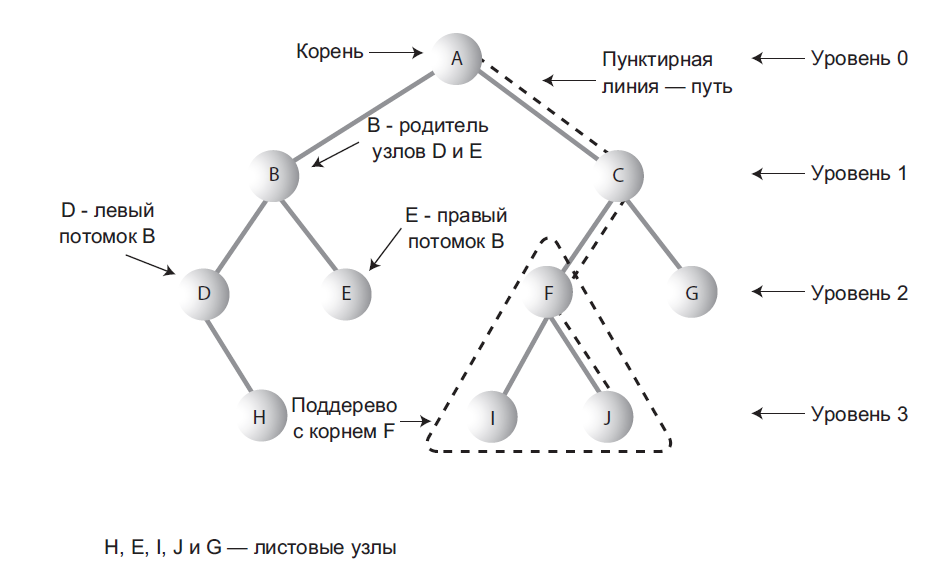 Корень
A
Пунктирная
линия — путь
Уровень 0
B - родитель
узлов D и E
B
C
Уровень 1
D - левый
потомок B
E - правый
потомок B
D
E
F
G
Уровень 2
H
Поддерево
с корнем F
I
J
Уровень 3
H, E, I, J и G — листовые узлы